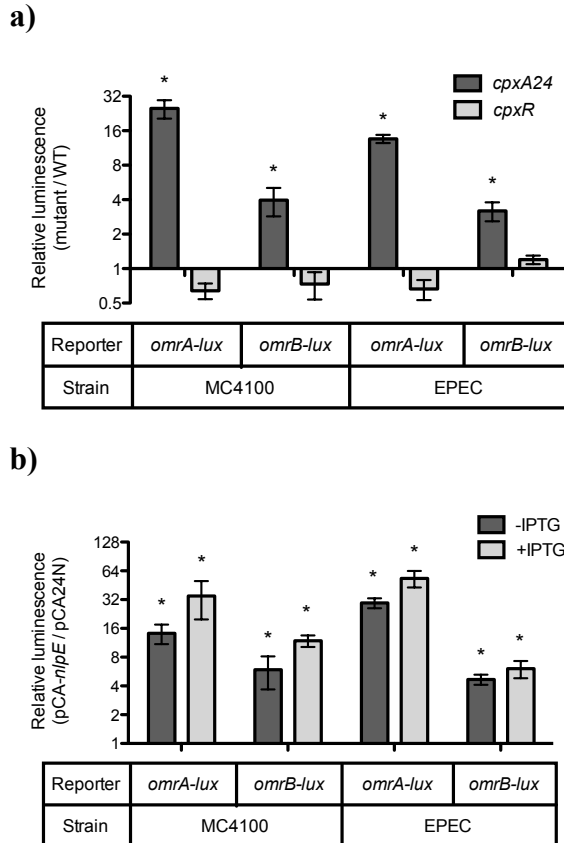 a)
Relative luminescence
(mutant / WT)
32
16
8
4
2
1
0.5
*
*
*
*
cpxA24
cpxR
Reporter omrA-lux omrB-lux omrA-lux omrB-lux
Strain MC4100 EPEC
b)
Relative luminescence
(pCA-nlpE / pCA24N)
128
64
32
16
8
4
2
1
* * * * * * * *
-IPTG
+IPTG
Reporter omrA-lux omrB-lux omrA-lux omrB-lux
Strain MC4100 EPEC